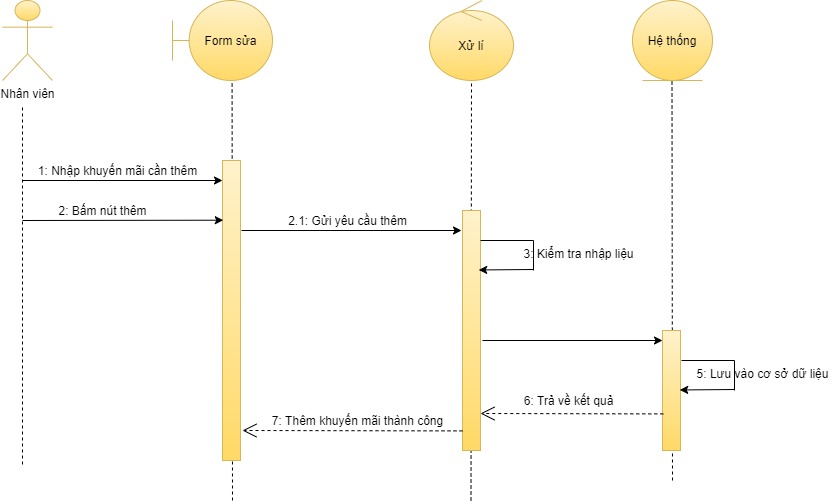 Form sửa
Xử lí
Hệ thống
Nhân viên
1: Nhập khuyến mãi cần thêm
2: Bấm nút thêm
2.1: Gửi yêu cầu thêm
3: Kiểm tra nhập liệu
5: Lưu vào cơ sở dữ liệu
6: Trả về kết quả
7: Thêm khuyến mãi thành công